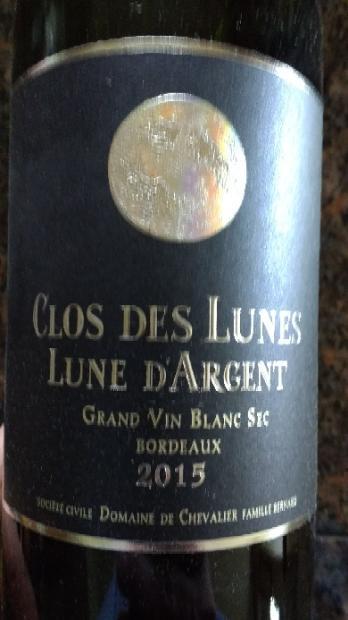 CLOS DES LUNES
LUNE D'ARGENT
GRAND VIN BLANC SEC
BORDEAUX
2015
SOCIÉTÉ CIVILE DOMAINE DE CHEVALIER FAMILLE BERNARD